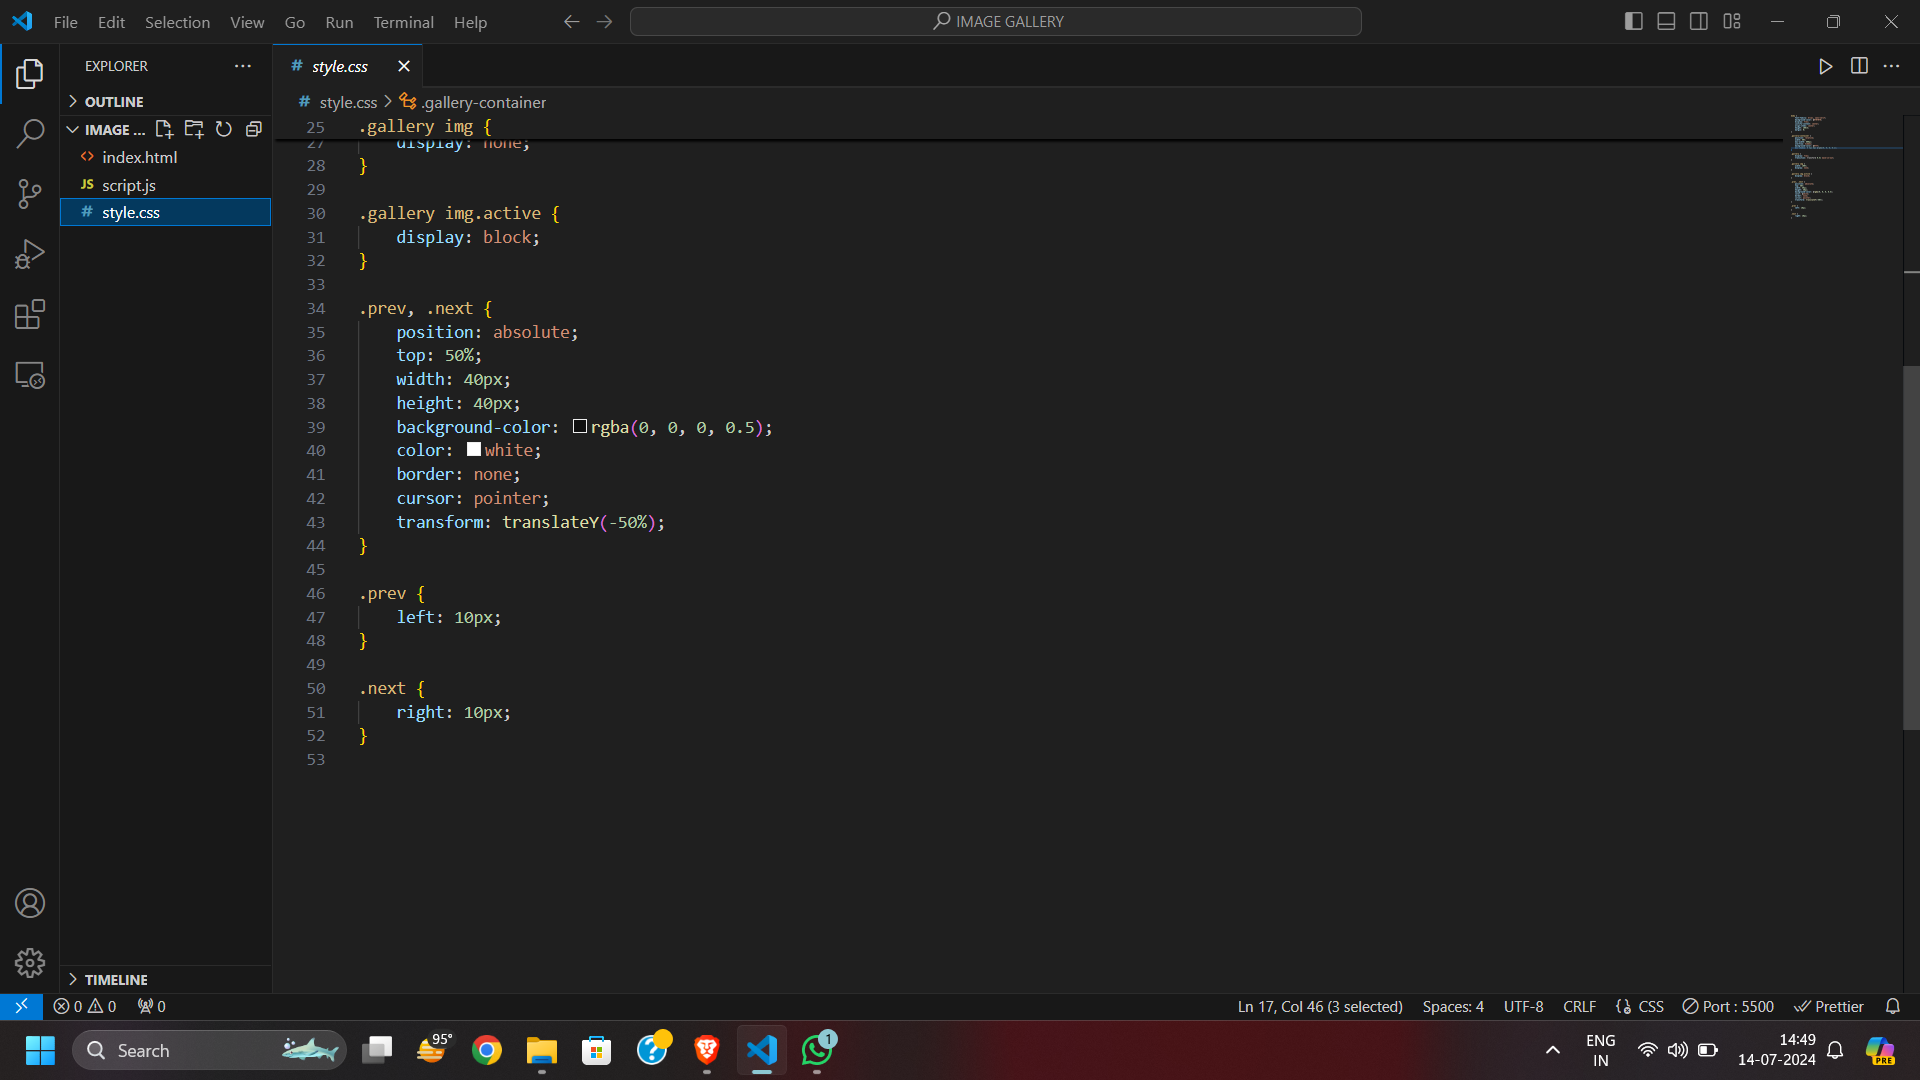 File Edit Selection View Go Run Terminal Help
IMAGE GALLERY
EXPLORER
OUTLINE
IMAGE ...
index.html
JS script.js
# style.css
TIMELINE
# style.css
# style.css > .gallery-container
25 .gallery img {
27 display: none;
28 }
29
30 .gallery img.active {
31 display: block;
32 }
33
34 .prev, .next {
35 position: absolute;
36 top: 50%;
37 width: 40px;
38 height: 40px;
39 background-color: rgba(0, 0, 0, 0.5);
40 color: white;
41 border: none;
42 cursor: pointer;
43 transform: translateY(-50%);
44 }
45
46 .prev {
47 left: 10px;
48 }
49
50 .next {
51 right: 10px;
52 }
53
0 0 0 Ln 17, Col 46 (3 selected) Spaces: 4 UTF-8 CRLF CSS Port : 5500 Prettier
Search
95°
1
ENG
IN
14:49
14-07-2024
PRE